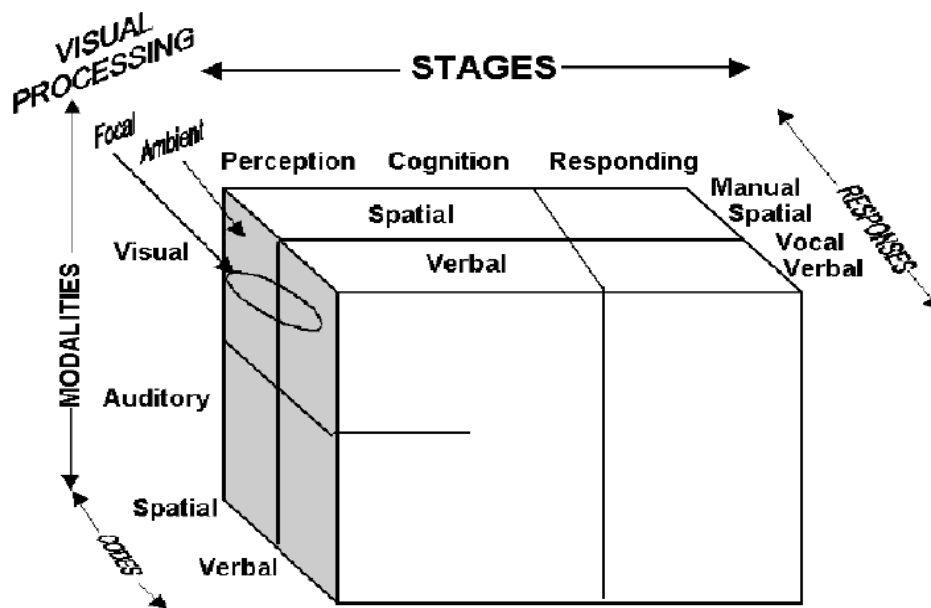 VISUAL
PROCESSING
STAGES
Focal
Ambient
Perception Cognition Responding
Manual
Spatial
Spatial
Vocal
Verbal
Verbal
RESPONSES
Visual
MODALITIES
Auditory
Spatial
Verbal
CODES